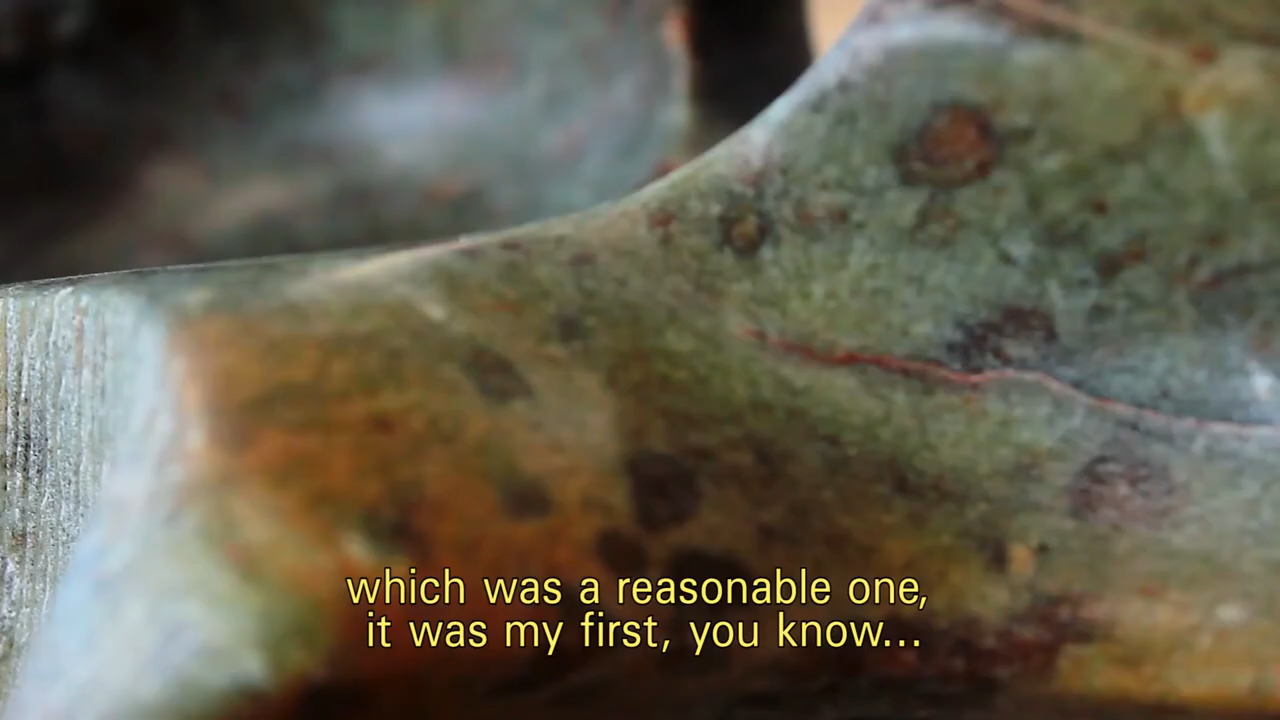 which was a reasonable one,
it was my first, you know...